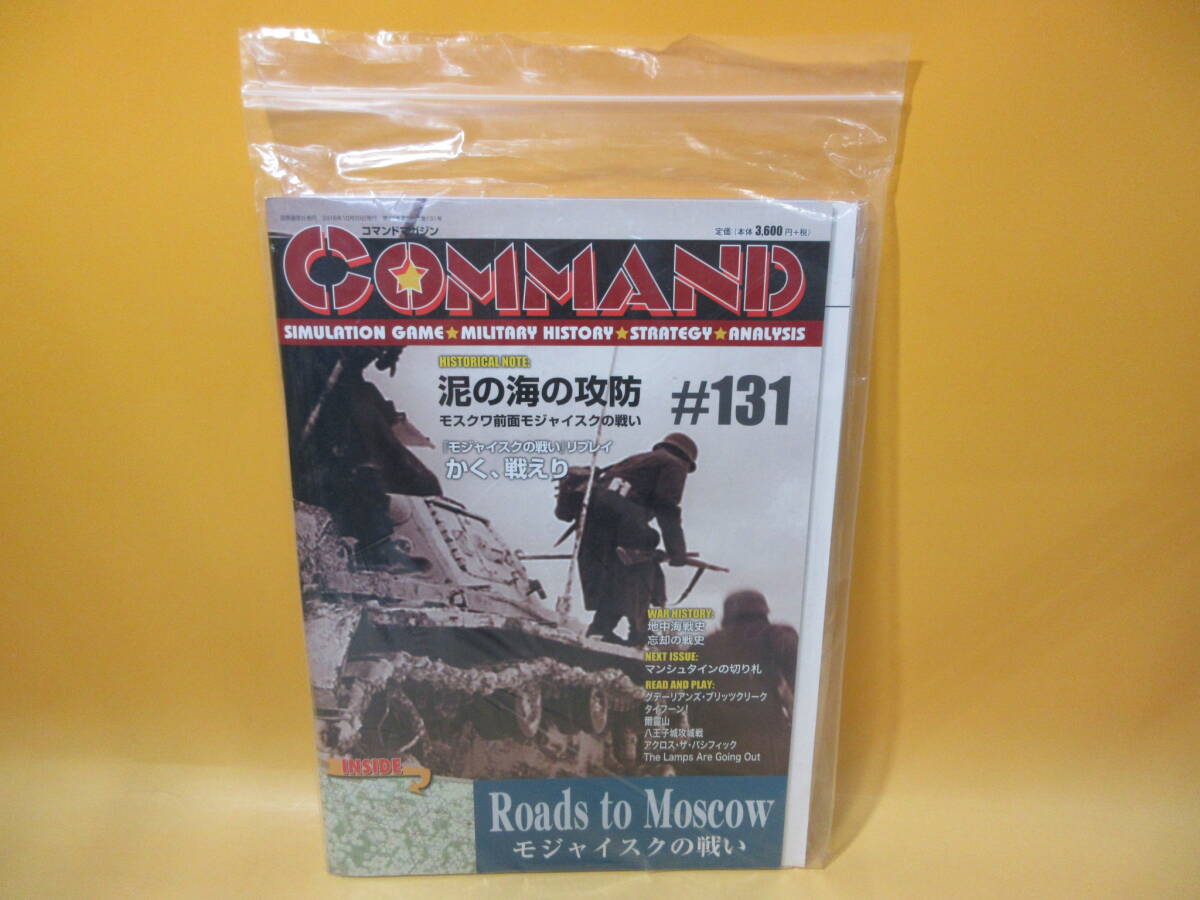 コマンドマガジン
定価(本体3,600円+税)
COMMAND
SIMULATION GAME★MILITARY HISTORY★STRATEGY★ANALYSIS
HISTORICAL NOTE:
泥の海の攻防
モスクワ前面モジャイスクの戦い
#131
『モジャイスクの戦い』リプレイ
かく、戦えり
WAR HISTORY:
地中海戦史
忘却の戦史
NEXT ISSUE:
マンシュタインの切り札
READ AND PLAY:
グデーリアンズ・ブリッツクリーク
タイフーン!
爾霊山
八王子城攻城戦
アクロス・ザ・パシフィック
The Lamps Are Going Out
INSIDE
Roads to Moscow
モジャイスクの戦い